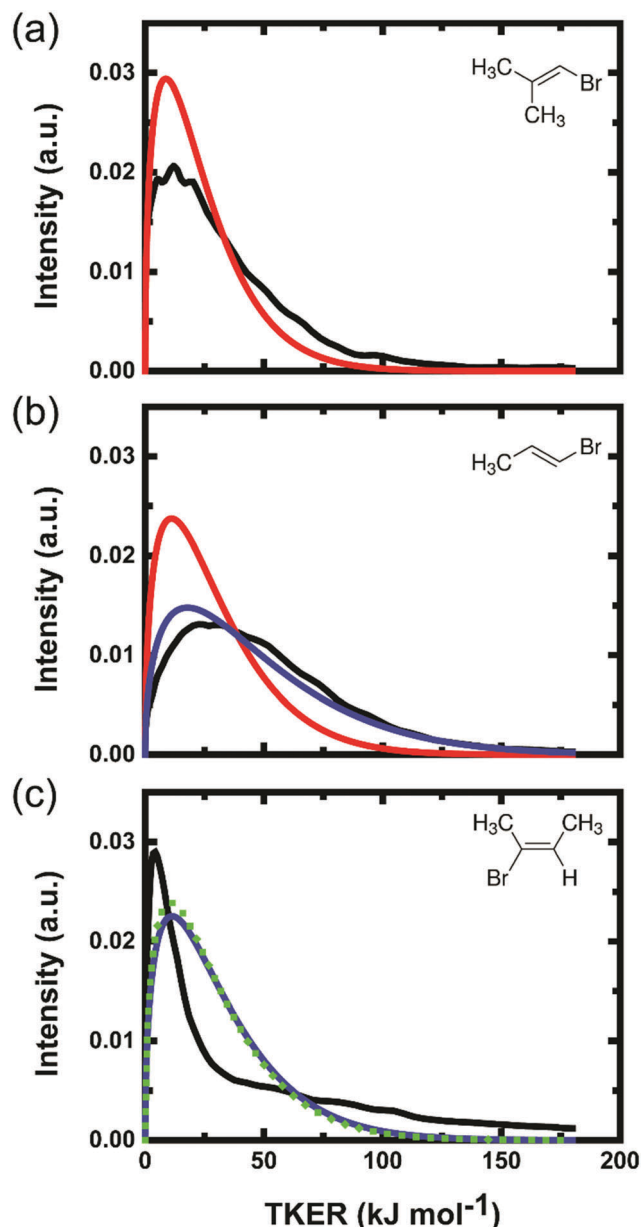 (a)
0.03
0.02
0.01
0.00
Intensity (a.u.)
H₃C
Br
CH₃
(b)
0.03
0.02
0.01
0.00
Intensity (a.u.)
H₃C
Br
(c)
0.03
0.02
0.01
0.00
Intensity (a.u.)
H₃C
CH₃
Br
H
0 50 100 150 200
TKER (kJ mol⁻¹)